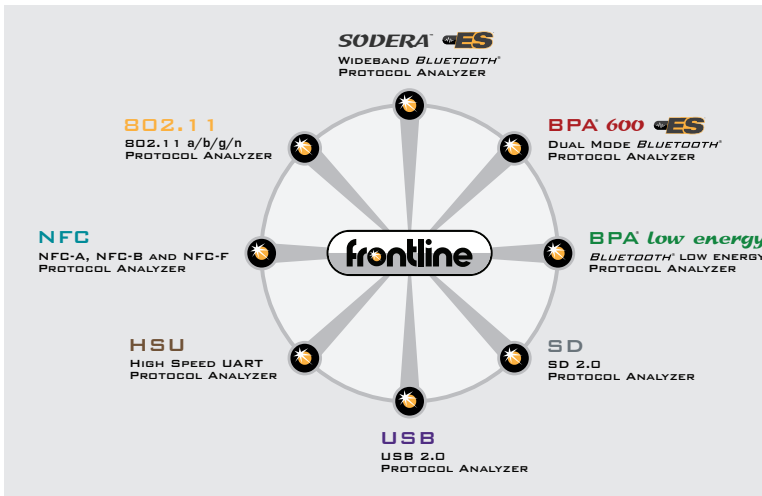 SODERA™ ES
WIDEBAND BLUETOOTH®
PROTOCOL ANALYZER
802.11
802.11 a/b/g/n
PROTOCOL ANALYZER
BPA® 600 ES
DUAL MODE BLUETOOTH®
PROTOCOL ANALYZER
NFC
NFC-A, NFC-B AND NFC-F
PROTOCOL ANALYZER
frontline
BPA® low energy
BLUETOOTH® LOW ENERGY
PROTOCOL ANALYZER
HSU
HIGH SPEED UART
PROTOCOL ANALYZER
SD
SD 2.0
PROTOCOL ANALYZER
USB
USB 2.0
PROTOCOL ANALYZER